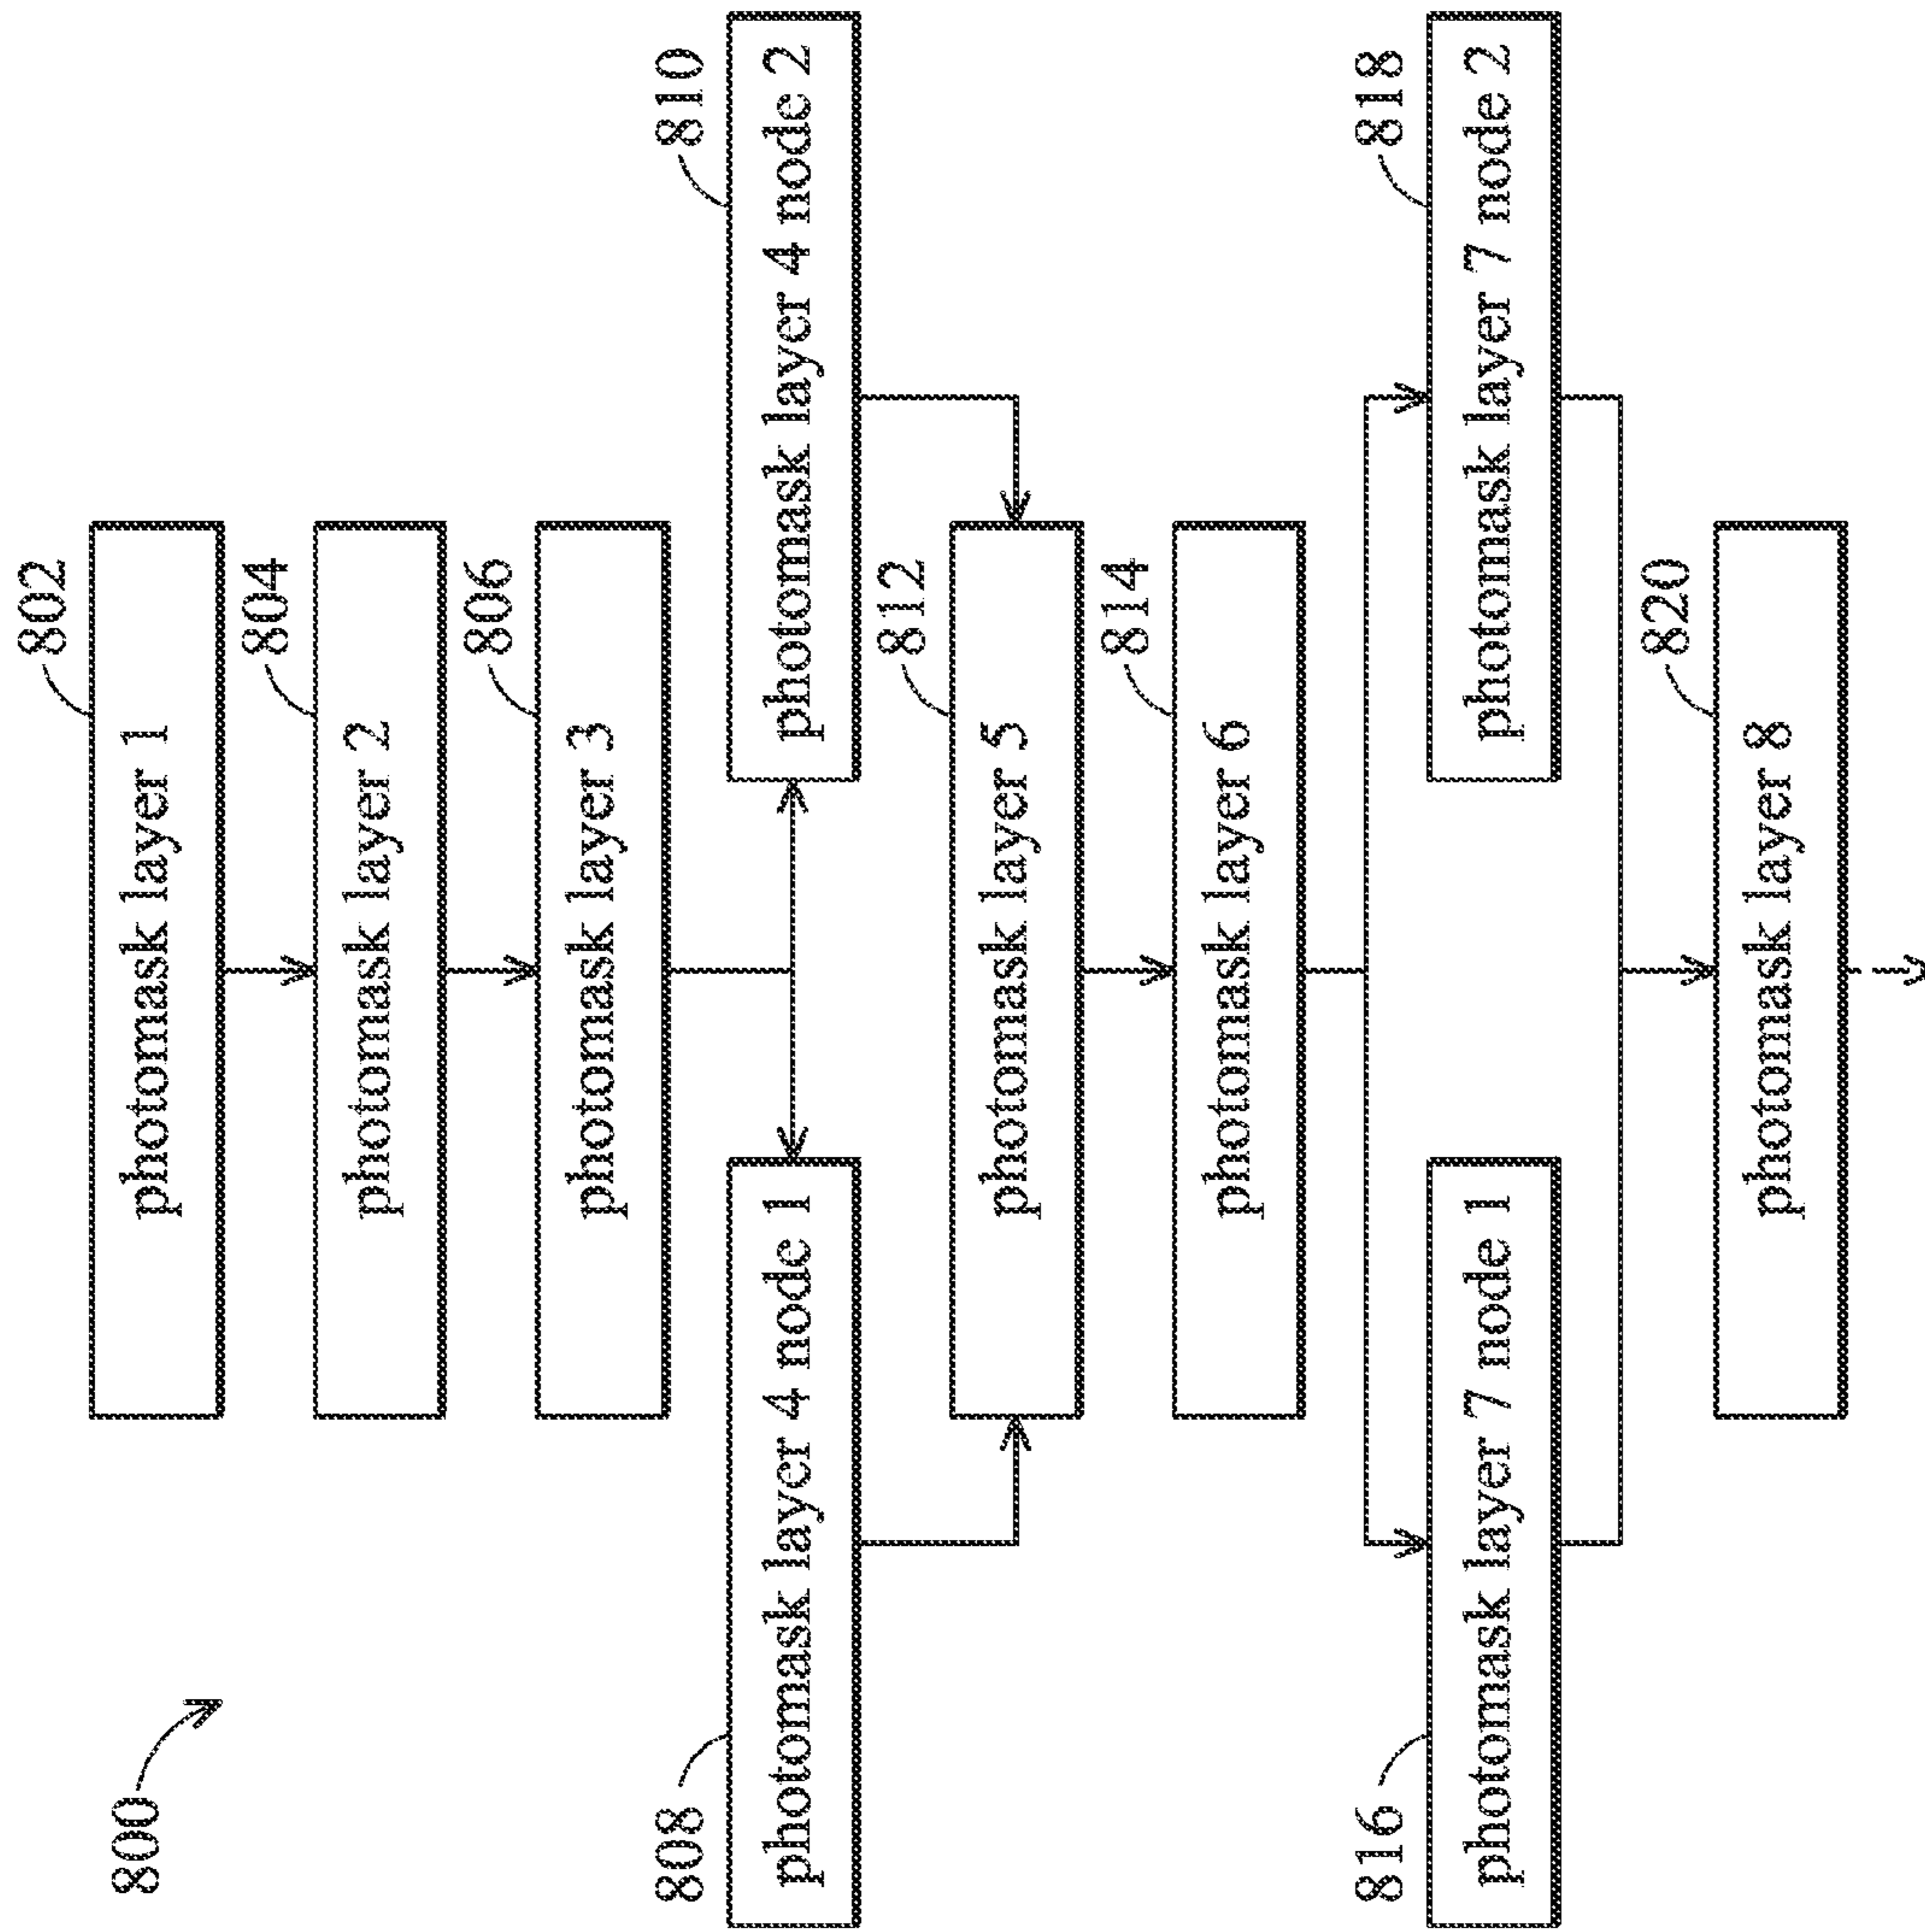 800
802
photomask layer 1
804
photomask layer 2
806
photomask layer 3
808
photomask layer 4 node 1
810
photomask layer 4 node 2
812
photomask layer 5
814
photomask layer 6
816
photomask layer 7 node 1
818
photomask layer 7 node 2
820
photomask layer 8